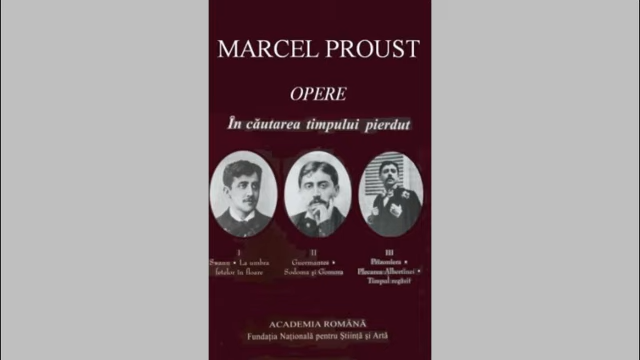 MARCEL PROUST
OPERE
În căutarea timpului pierdut
I
Swann • La umbra
fetelor în floare
II
Guermantes •
Sodoma și Gomora
III
Prizoniera •
Plecarea Albertinei •
Timpul regăsit
ACADEMIA ROMÂNĂ
Fundația Națională pentru Știință și Artă